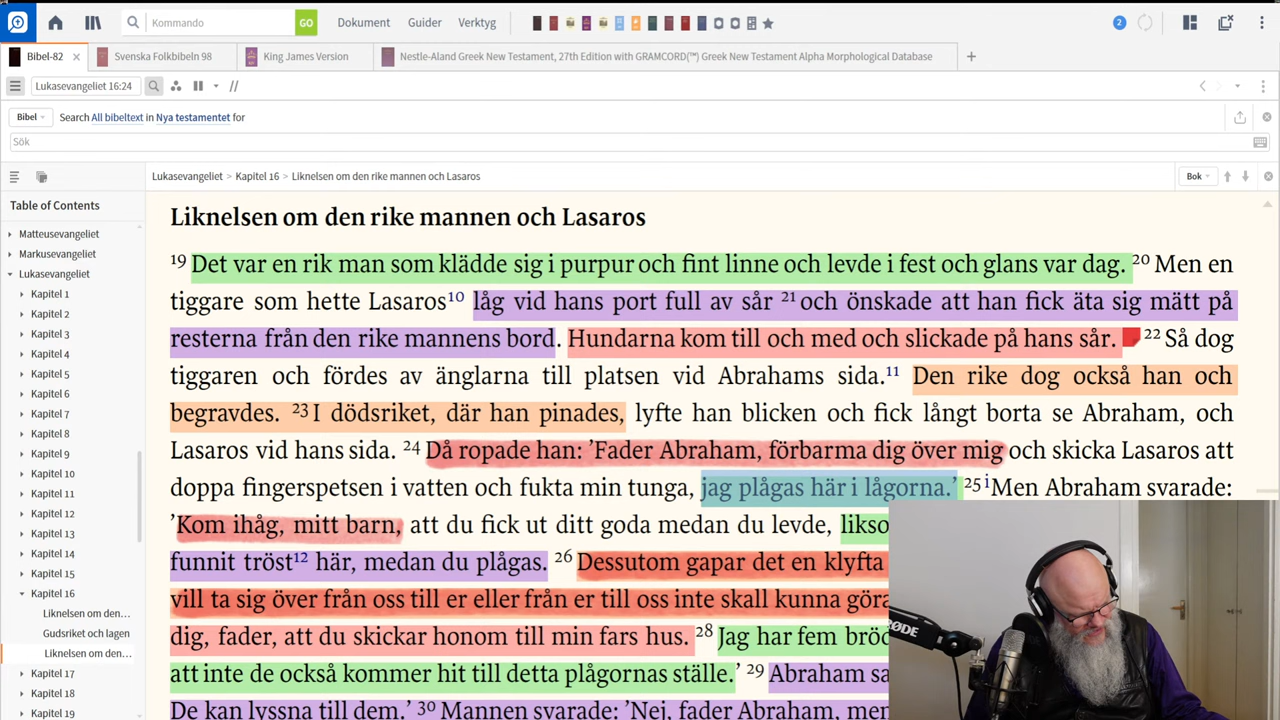 Kommando
GO
Dokument
Guider
Verktyg
2
Bibel-82
Svenska Folkbibeln 98
King James Version
Nestle-Aland Greek New Testament, 27th Edition with GRAMCORD(™) Greek New Testament Alpha Morphological Database
Lukasevangeliet 16:24
Bibel
Search All bibeltext in Nya testamentet for
Sök
Lukasevangeliet > Kapitel 16 > Liknelsen om den rike mannen och Lasaros
Bok
Table of Contents
Matteusevangeliet
Markusevangeliet
Lukasevangeliet
Kapitel 1
Kapitel 2
Kapitel 3
Kapitel 4
Kapitel 5
Kapitel 6
Kapitel 7
Kapitel 8
Kapitel 9
Kapitel 10
Kapitel 11
Kapitel 12
Kapitel 13
Kapitel 14
Kapitel 15
Kapitel 16
Liknelsen om den...
Gudsriket och lagen
Liknelsen om den...
Kapitel 17
Kapitel 18
Kapitel 19
Liknelsen om den rike mannen och Lasaros
19 Det var en rik man som klädde sig i purpur och fint linne och levde i fest och glans var dag. 20 Men en
tiggare som hette Lasaros10 låg vid hans port full av sår 21 och önskade att han fick äta sig mätt på
resterna från den rike mannens bord. Hundarna kom till och med och slickade på hans sår. 22 Så dog
tiggaren och fördes av änglarna till platsen vid Abrahams sida.11 Den rike dog också han och
begravdes. 23 I dödsriket, där han pinades, lyfte han blicken och fick långt borta se Abraham, och
Lasaros vid hans sida. 24 Då ropade han: ’Fader Abraham, förbarma dig över mig och skicka Lasaros att
doppa fingerspetsen i vatten och fukta min tunga, jag plågas här i lågorna.’ 25 i Men Abraham svarade:
’Kom ihåg, mitt barn, att du fick ut ditt goda medan du levde, likso
funnit tröst12 här, medan du plågas. 26 Dessutom gapar det en klyfta
vill ta sig över från oss till er eller från er till oss inte skall kunna göra
dig, fader, att du skickar honom till min fars hus. 28 Jag har fem bröd
att inte de också kommer hit till detta plågornas ställe.’ 29 Abraham sa
De kan lyssna till dem.’ 30 Mannen svarade: ’Nej, fader Abraham, men
RØDE